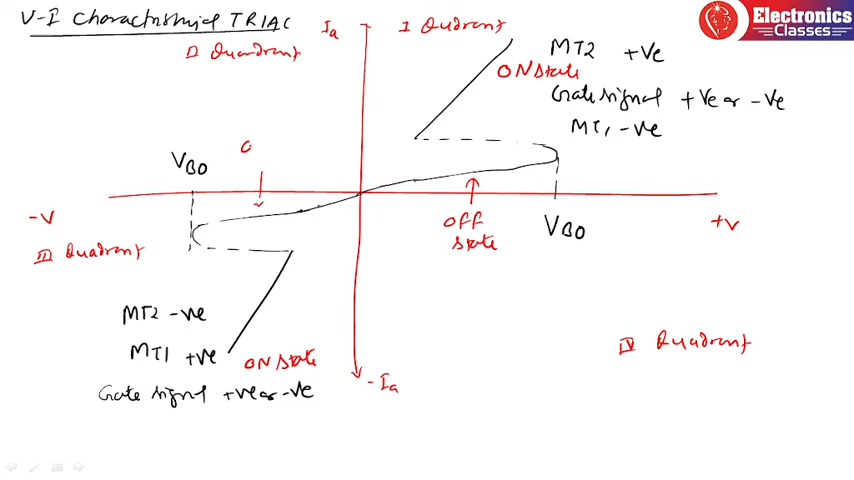 V-I Characteristics of TRIAC
Electronics
CLASSES
Ia
I Quadrant
II Quadrant
MT2 +ve
ON state
Gate signal +ve or -ve
MT1 -ve
VBO
O
-V
OFF
state
VBO
+V
III Quadrant
MT2 -ve
MT1 +ve
ON state
Gate signal +ve or -ve
IV Quadrant
-Ia